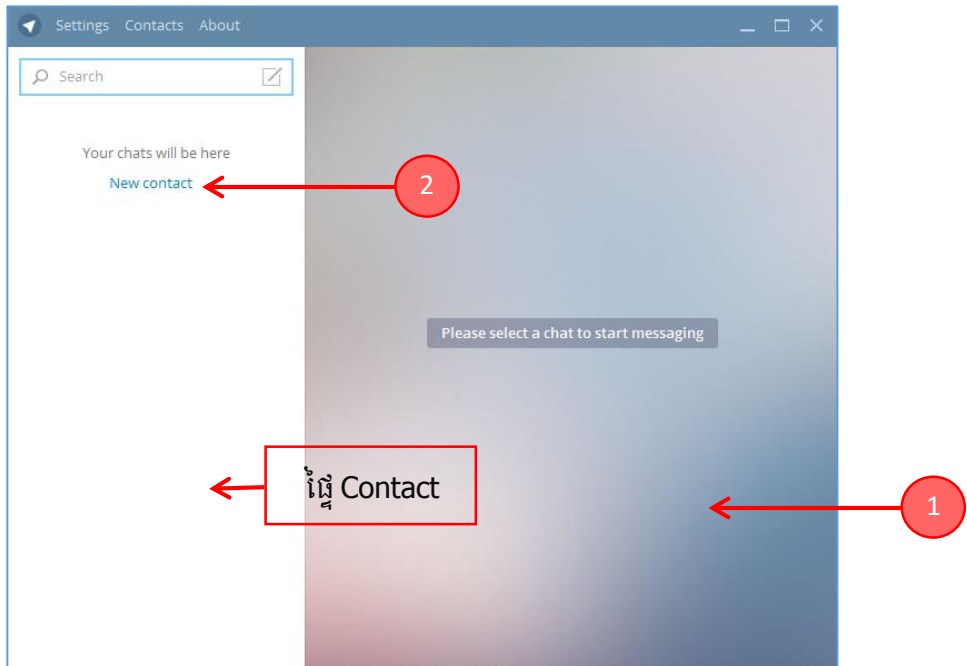 Settings Contacts About
Search
Your chats will be here
New contact
2
Please select a chat to start messaging
ផ្ទៃ Contact
1